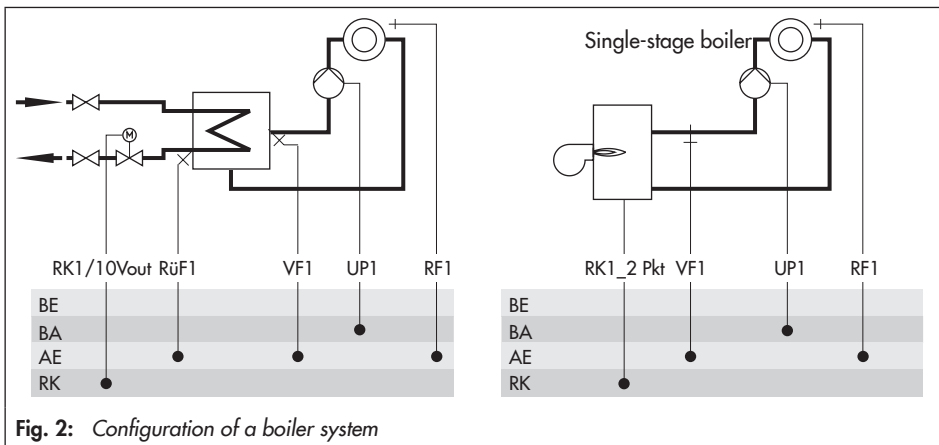 Single-stage boiler
M
RK1/10Vout RüF1 VF1 UP1 RF1
BE
BA
AE
RK
RK1_2 Pkt VF1 UP1 RF1
BE
BA
AE
RK
Fig. 2: Configuration of a boiler system